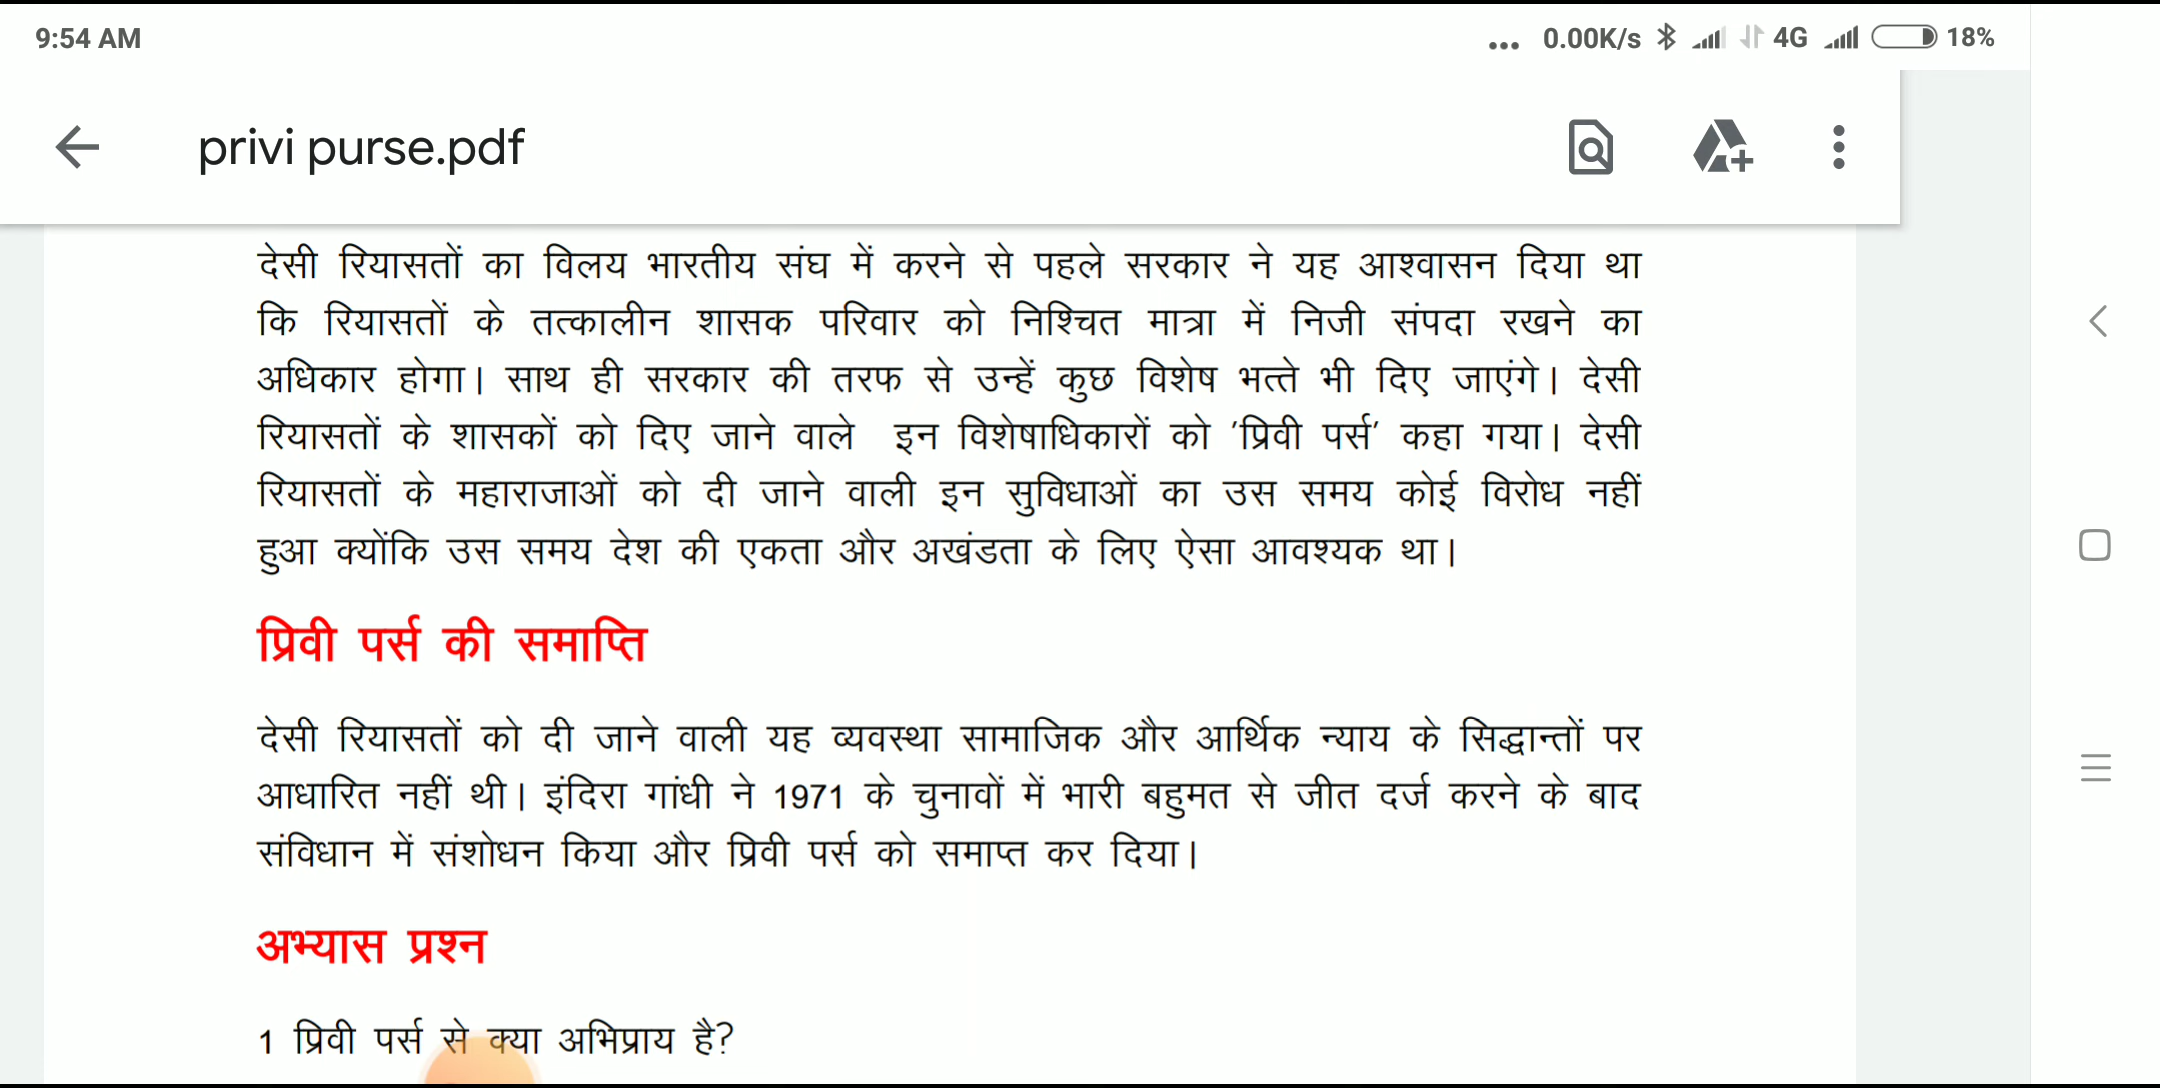 9:54 AM
... 0.00K/s 4G 18%
privi purse.pdf
देसी रियासतों का विलय भारतीय संघ में करने से पहले सरकार ने यह आश्वासन दिया था
कि रियासतों के तत्कालीन शासक परिवार को निश्चित मात्रा में निजी संपदा रखने का
अधिकार होगा। साथ ही सरकार की तरफ से उन्हें कुछ विशेष भत्ते भी दिए जाएंगे। देसी
रियासतों के शासकों को दिए जाने वाले इन विशेषाधिकारों को ’प्रिवी पर्स’ कहा गया। देसी
रियासतों के महाराजाओं को दी जाने वाली इन सुविधाओं का उस समय कोई विरोध नहीं
हुआ क्योंकि उस समय देश की एकता और अखंडता के लिए ऐसा आवश्यक था।
प्रिवी पर्स की समाप्ति
देसी रियासतों को दी जाने वाली यह व्यवस्था सामाजिक और आर्थिक न्याय के सिद्धान्तों पर
आधारित नहीं थी। इंदिरा गांधी ने 1971 के चुनावों में भारी बहुमत से जीत दर्ज करने के बाद
संविधान में संशोधन किया और प्रिवी पर्स को समाप्त कर दिया।
अभ्यास प्रश्न
1 प्रिवी पर्स से क्या अभिप्राय है?